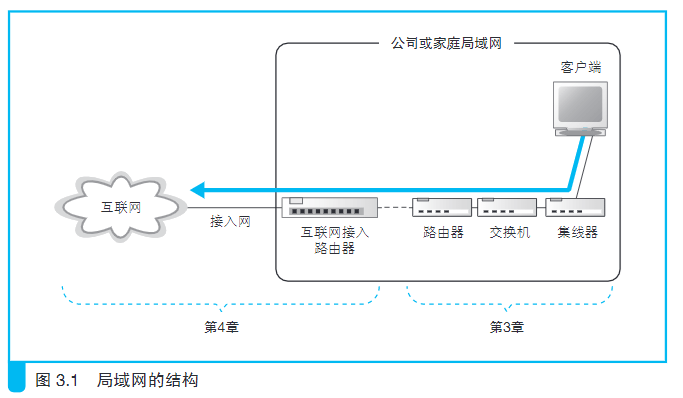 公司或家庭局域网
客户端
互联网
接入网
互联网接入
路由器
路由器
交换机
集线器
第4章
第3章
图 3.1 局域网的结构